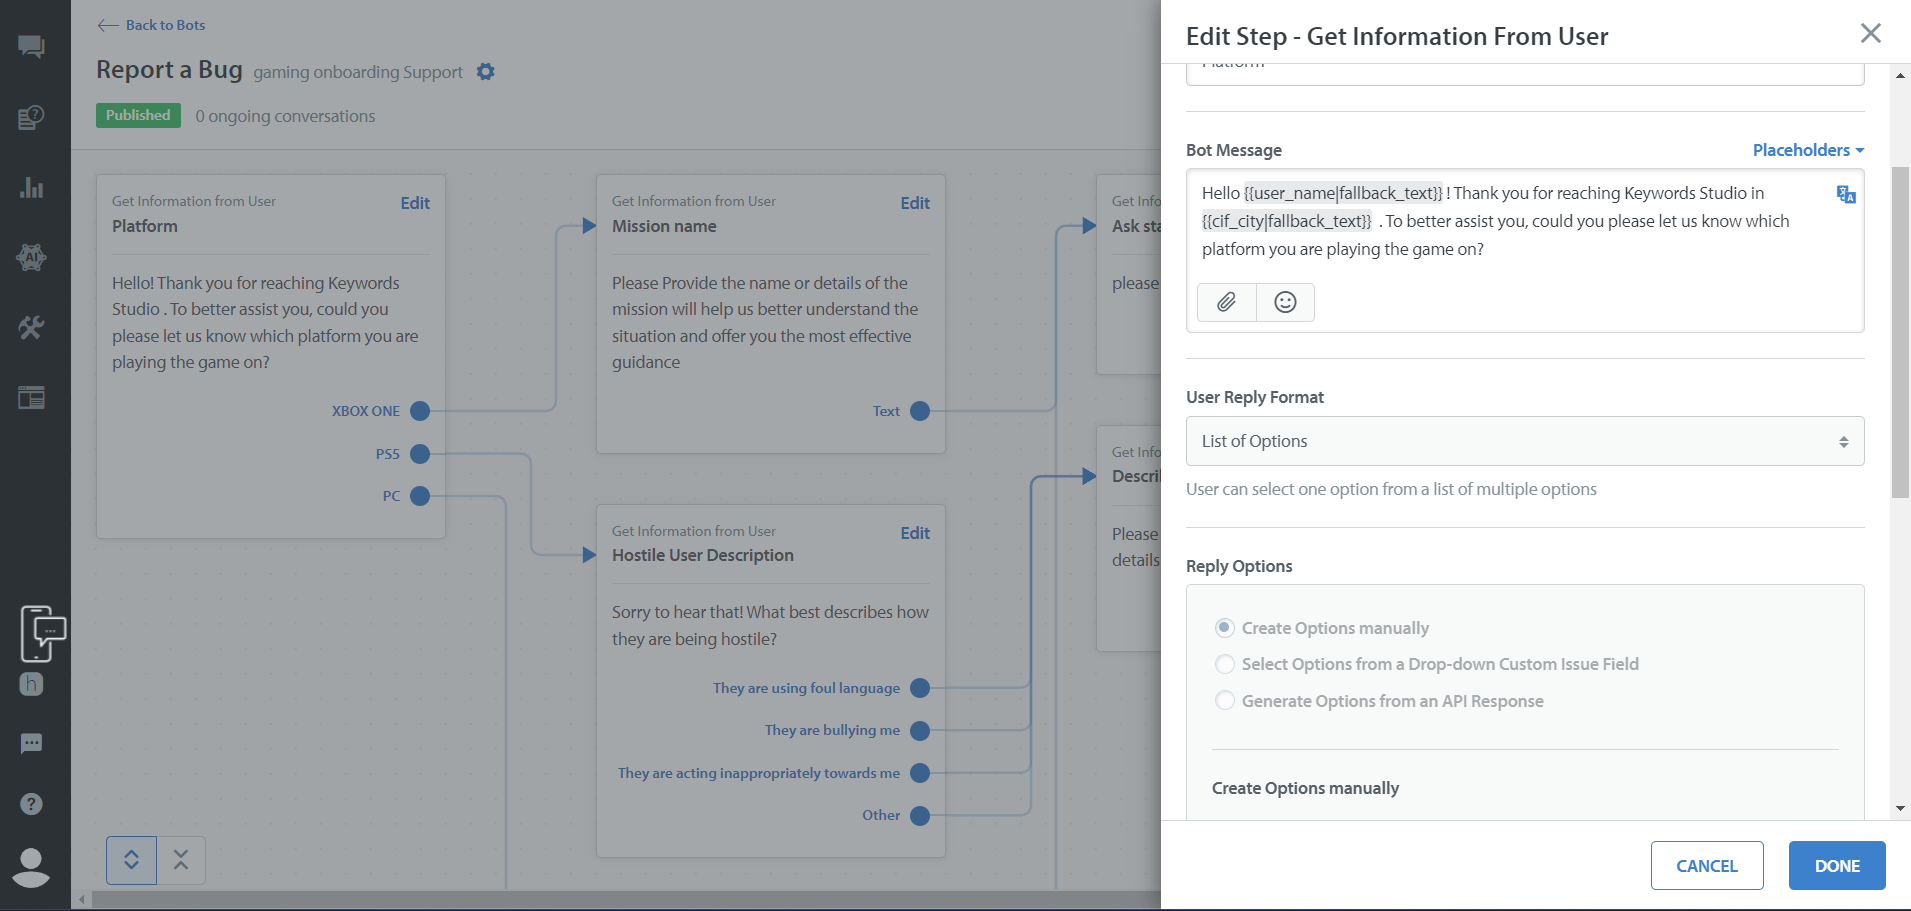 Back to Bots
Report a Bug gaming onboarding Support
Published 0 ongoing conversations
Get Information from User Edit
Platform
Hello! Thank you for reaching Keywords
Studio . To better assist you, could you
please let us know which platform you are
playing the game on?
XBOX ONE
PS5
PC
Get Information from User Edit
Mission name
Please Provide the name or details of the
mission will help us better understand the
situation and offer you the most effective
guidance
Text
Get Information from User Edit
Hostile User Description
Sorry to hear that! What best describes how
they are being hostile?
They are using foul language
They are bullying me
They are acting inappropriately towards me
Other
Get Info
Ask sta
please
Get Info
Describ
Please
details
AI
h
?
Edit Step - Get Information From User
Platform
Bot Message Placeholders
Hello {{user_name|fallback_text}} ! Thank you for reaching Keywords Studio in
{{cif_city|fallback_text}} . To better assist you, could you please let us know which
platform you are playing the game on?
User Reply Format
List of Options
User can select one option from a list of multiple options
Reply Options
Create Options manually
Select Options from a Drop-down Custom Issue Field
Generate Options from an API Response
Create Options manually
CANCEL DONE